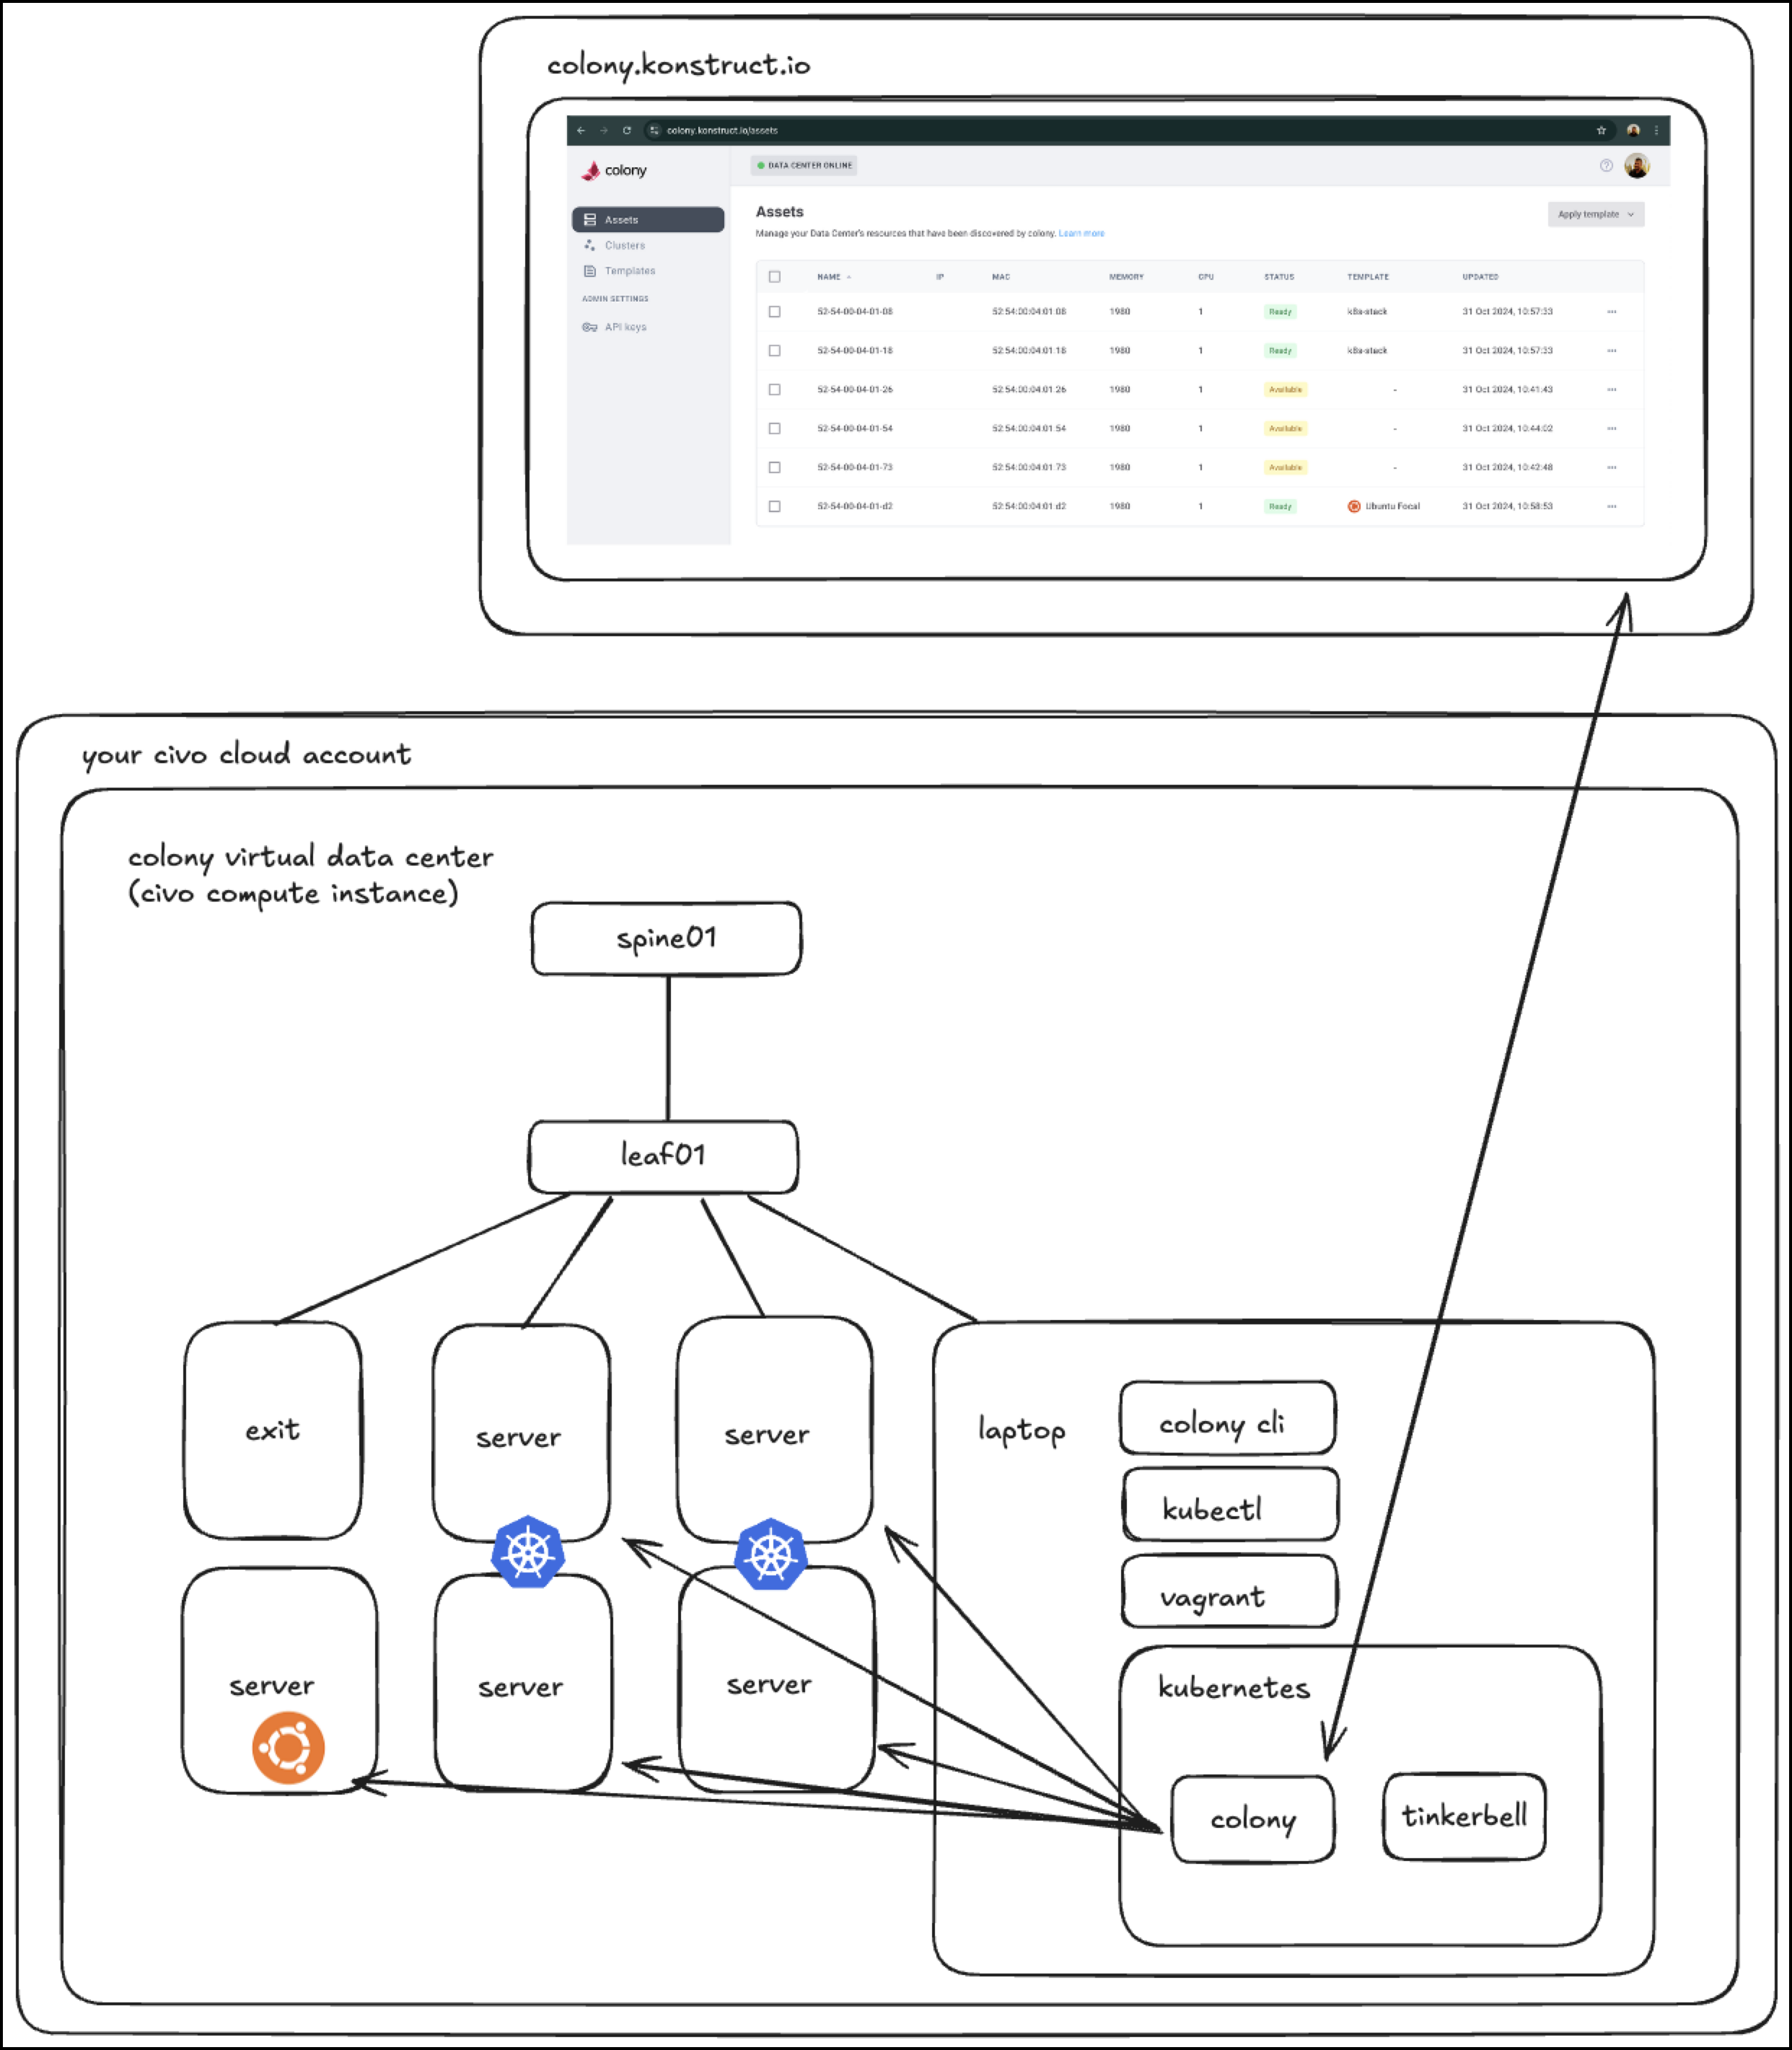 colony.konstruct.io
colony.konstruct.io/assets
colony
DATA CENTER ONLINE
Assets
Clusters
Templates
ADMIN SETTINGS
API keys
Assets
Apply template
Manage your Data Center's resources that have been discovered by colony. Learn more
NAME IP MAC MEMORY CPU STATUS TEMPLATE UPDATED
52-54-00-04-01-08 52:54:00:04:01:08 1980 1 Ready k8s-stack 31 Oct 2024, 10:57:33 ...
52-54-00-04-01-18 52:54:00:04:01:18 1980 1 Ready k8s-stack 31 Oct 2024, 10:57:33 ...
52-54-00-04-01-26 52:54:00:04:01:26 1980 1 Available - 31 Oct 2024, 10:41:43 ...
52-54-00-04-01-54 52:54:00:04:01:54 1980 1 Available - 31 Oct 2024, 10:44:02 ...
52-54-00-04-01-73 52:54:00:04:01:73 1980 1 Available - 31 Oct 2024, 10:42:48 ...
52-54-00-04-01-d2 52:54:00:04:01:d2 1980 1 Ready Ubuntu Focal 31 Oct 2024, 10:58:53 ...
your civo cloud account
colony virtual data center
(civo compute instance)
spine01
leaf01
exit
server
server
laptop
colony cli
kubectl
vagrant
server
server
server
kubernetes
colony
tinkerbell